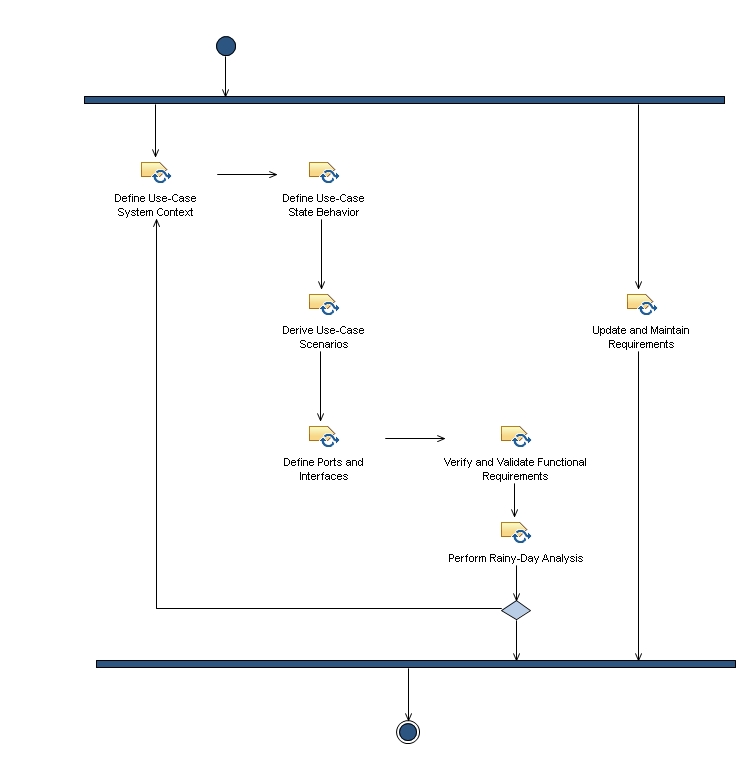 Define Use-Case
System Context
Define Use-Case
State Behavior
Derive Use-Case
Scenarios
Update and Maintain
Requirements
Define Ports and
Interfaces
Verify and Validate Functional
Requirements
Perform Rainy-Day Analysis